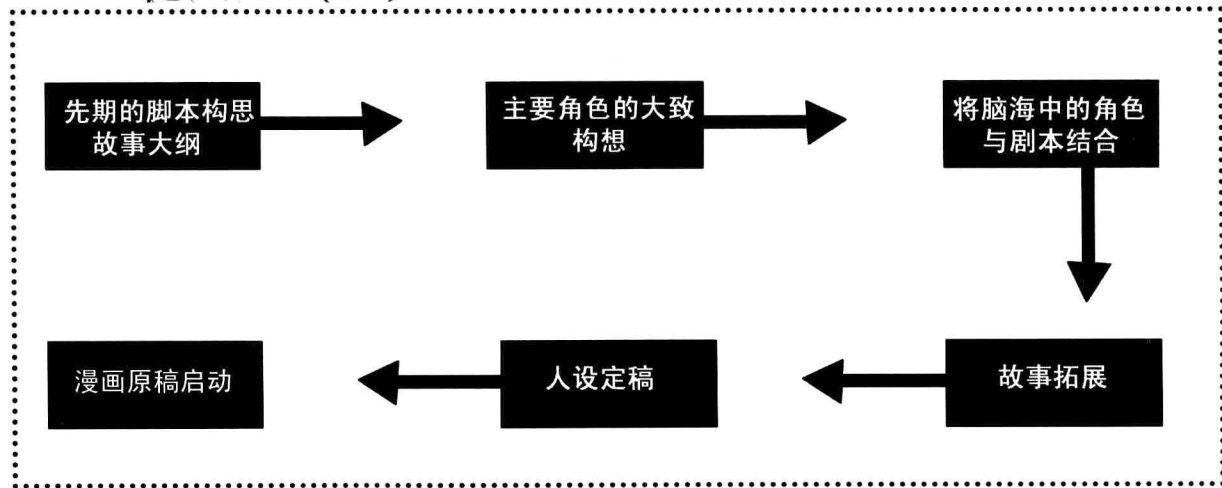 先期的脚本构思
故事大纲
主要角色的大致
构想
将脑海中的角色
与剧本结合
故事拓展
人设定稿
漫画原稿启动